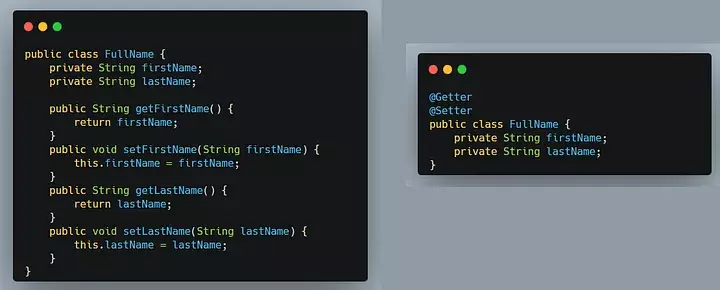 public class FullName {
    private String firstName;
    private String lastName;

    public String getFirstName() {
        return firstName;
    }
    public void setFirstName(String firstName) {
        this.firstName = firstName;
    }
    public String getLastName() {
        return lastName;
    }
    public void setLastName(String lastName) {
        this.lastName = lastName;
    }
}
@Getter
@Setter
public class FullName {
    private String firstName;
    private String lastName;
}